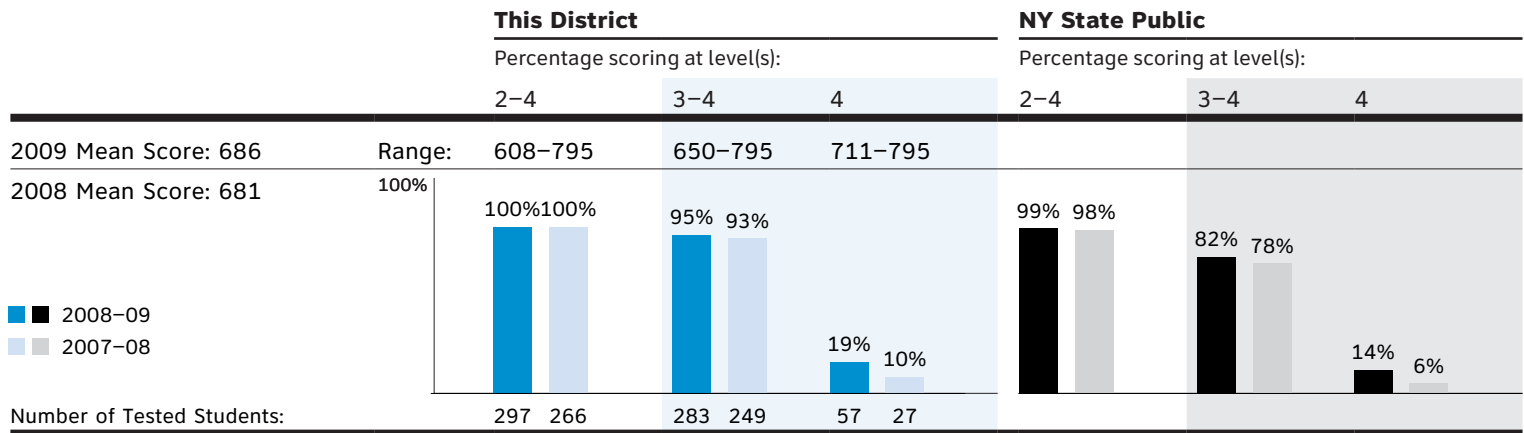 This District NY State Public
Percentage scoring at level(s): Percentage scoring at level(s):
2–4 3–4 4 2–4 3–4 4
2009 Mean Score: 686 Range: 608–795 650–795 711–795
2008 Mean Score: 681 100%
100% 100% 95% 93% 19% 10% 99% 98% 82% 78% 14% 6%
2008–09
2007–08
Number of Tested Students: 297 266 283 249 57 27